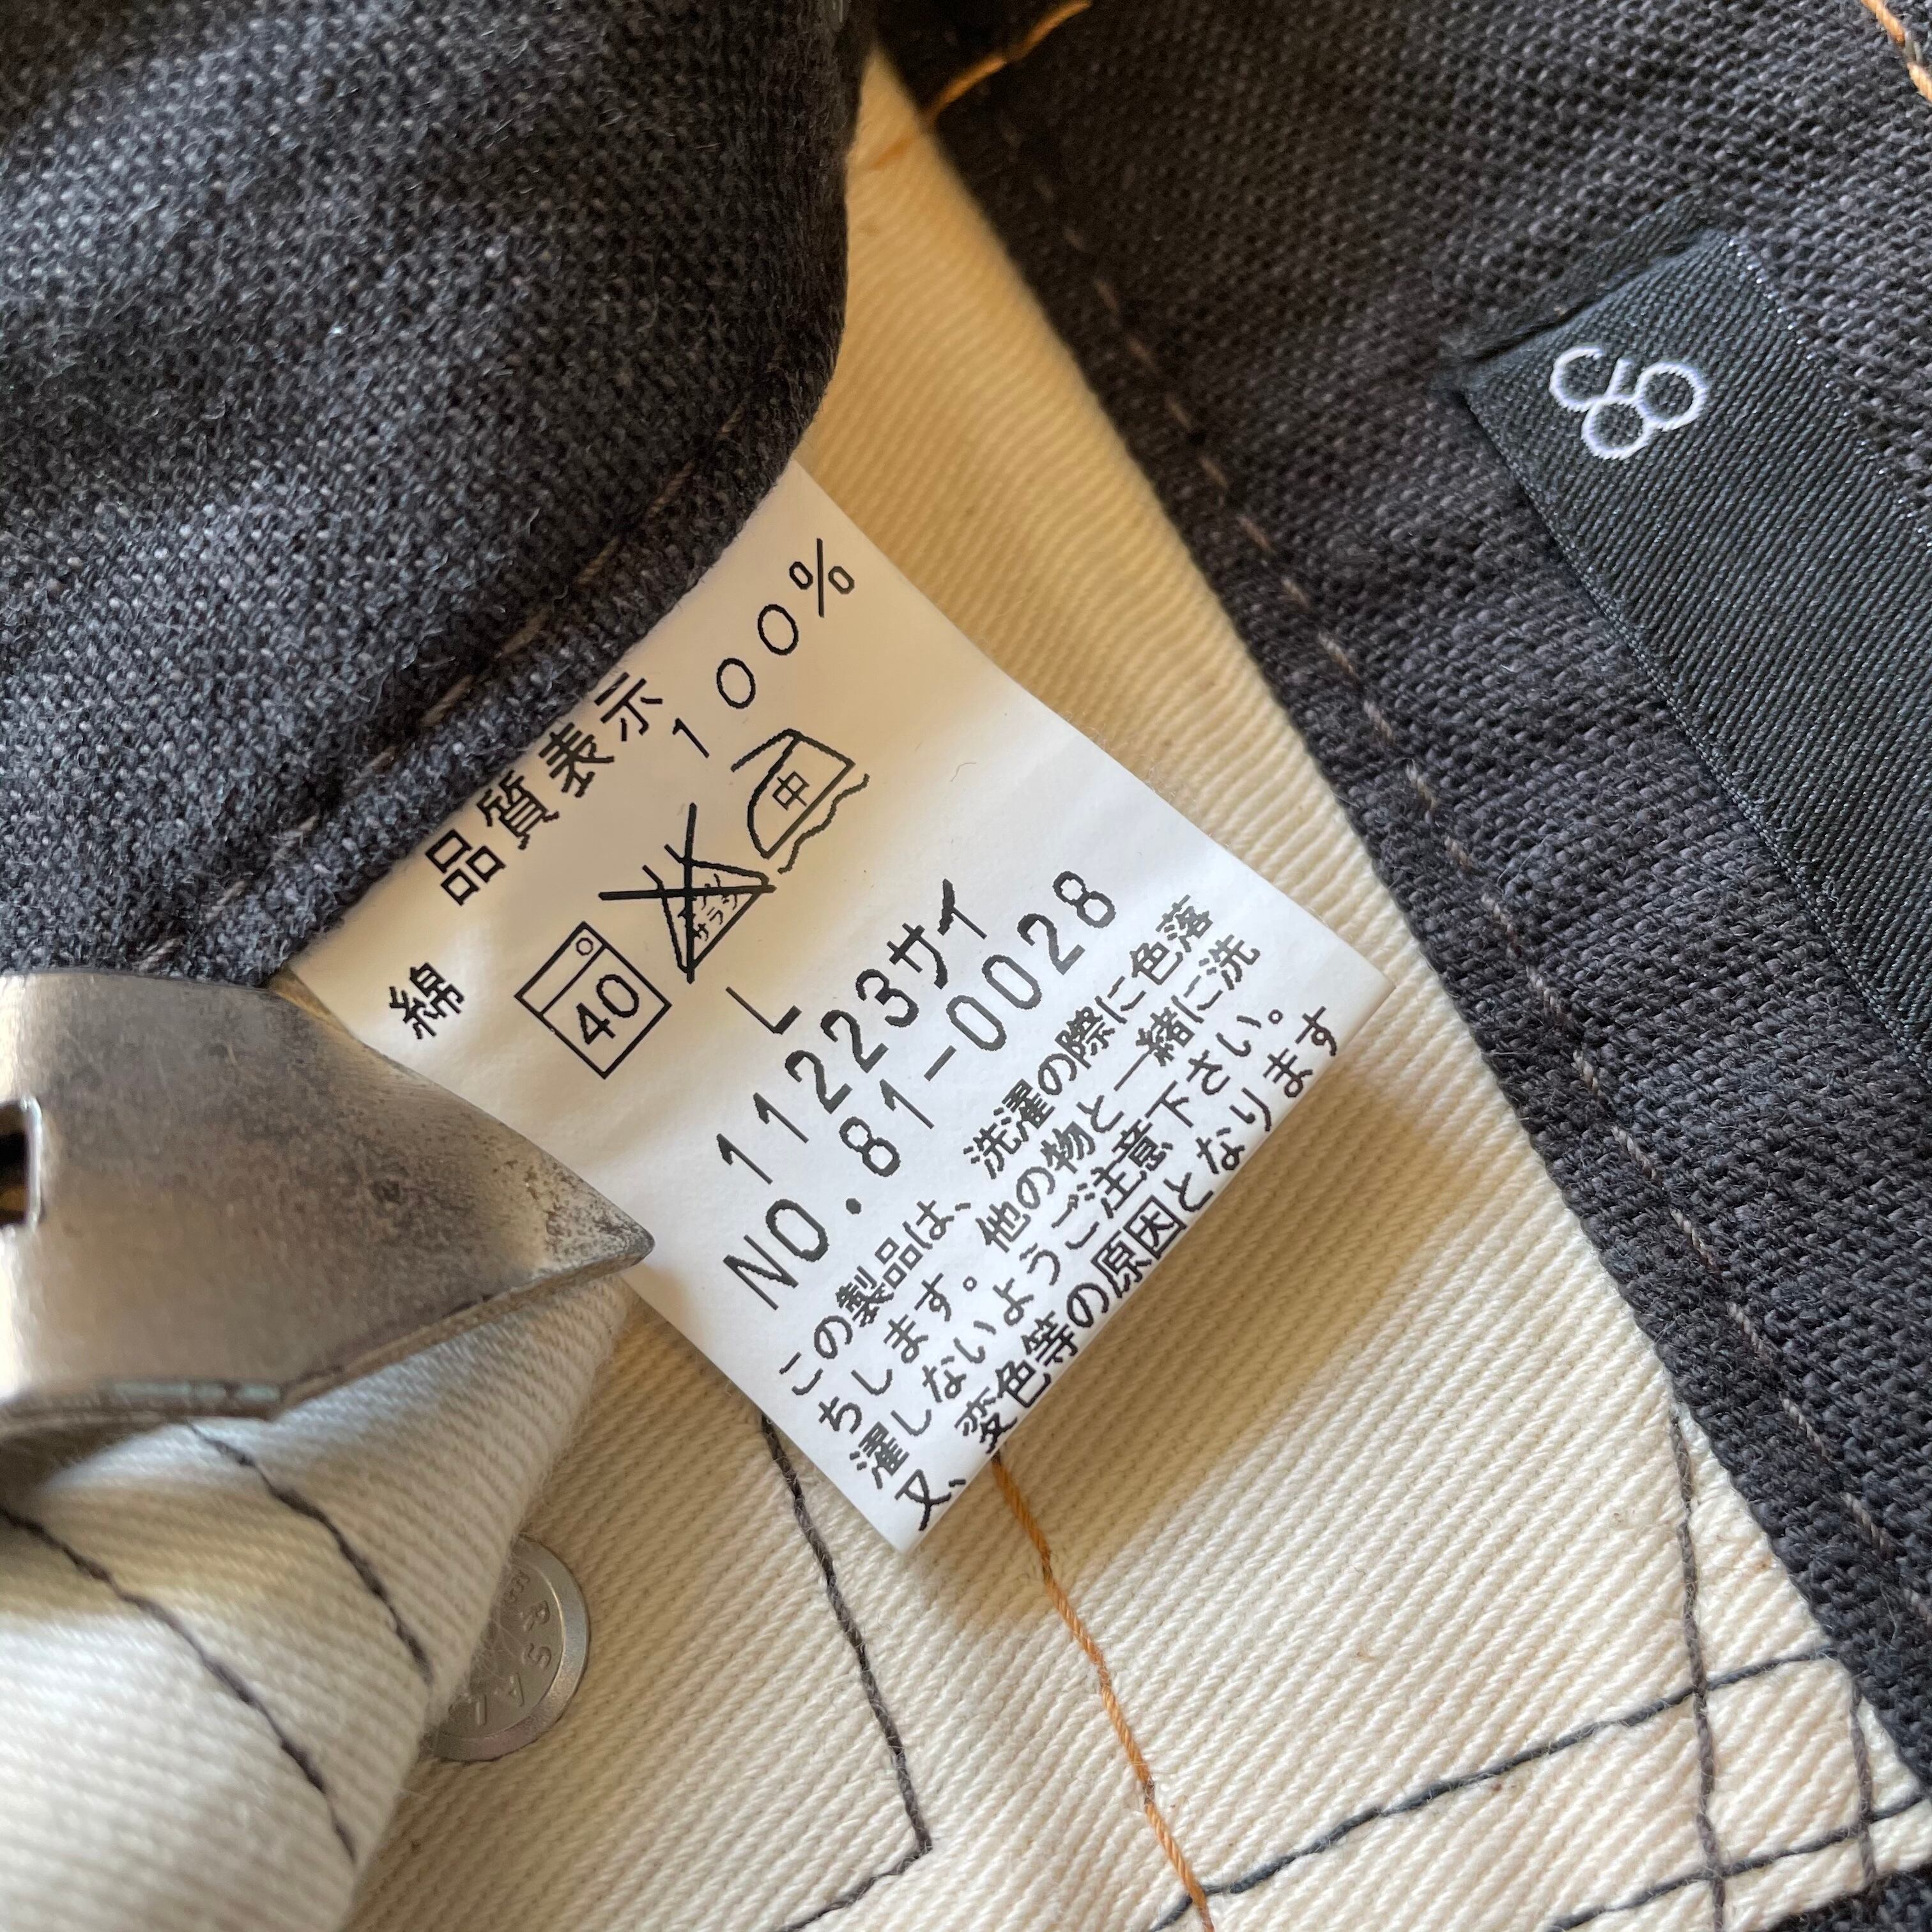 品質表示
綿 100%
40
中
L
11223サイ
NO.81-0028
この製品は、洗濯の際に色落
ちします。他の物と一緒に洗
濯しないようご注意下さい。
又、変色等の原因となります